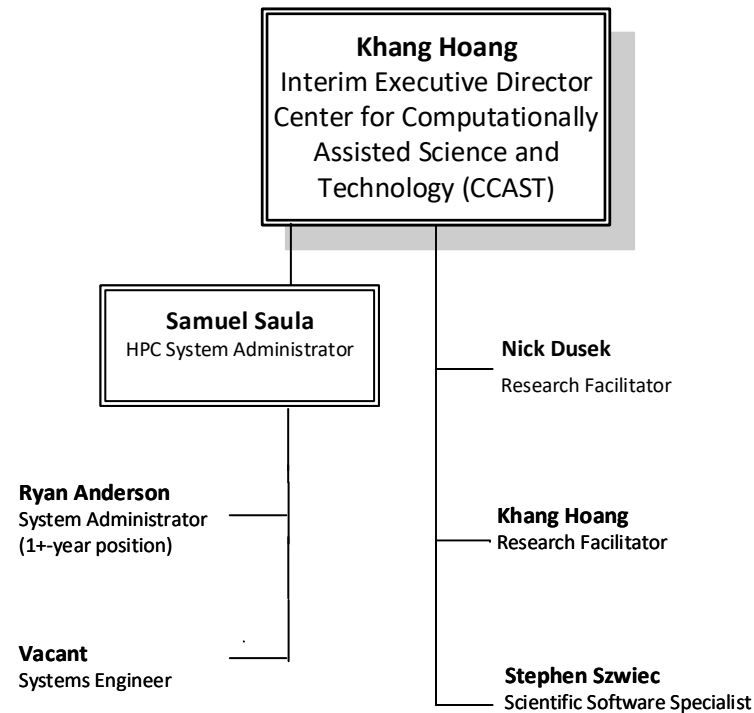 Khang Hoang
Interim Executive Director
Center for Computationally
Assisted Science and
Technology (CCAST)
Samuel Saula
HPC System Administrator
Ryan Anderson
System Administrator
(1+-year position)
Vacant
Systems Engineer
Nick Dusek
Research Facilitator
Khang Hoang
Research Facilitator
Stephen Szwiec
Scientific Software Specialist